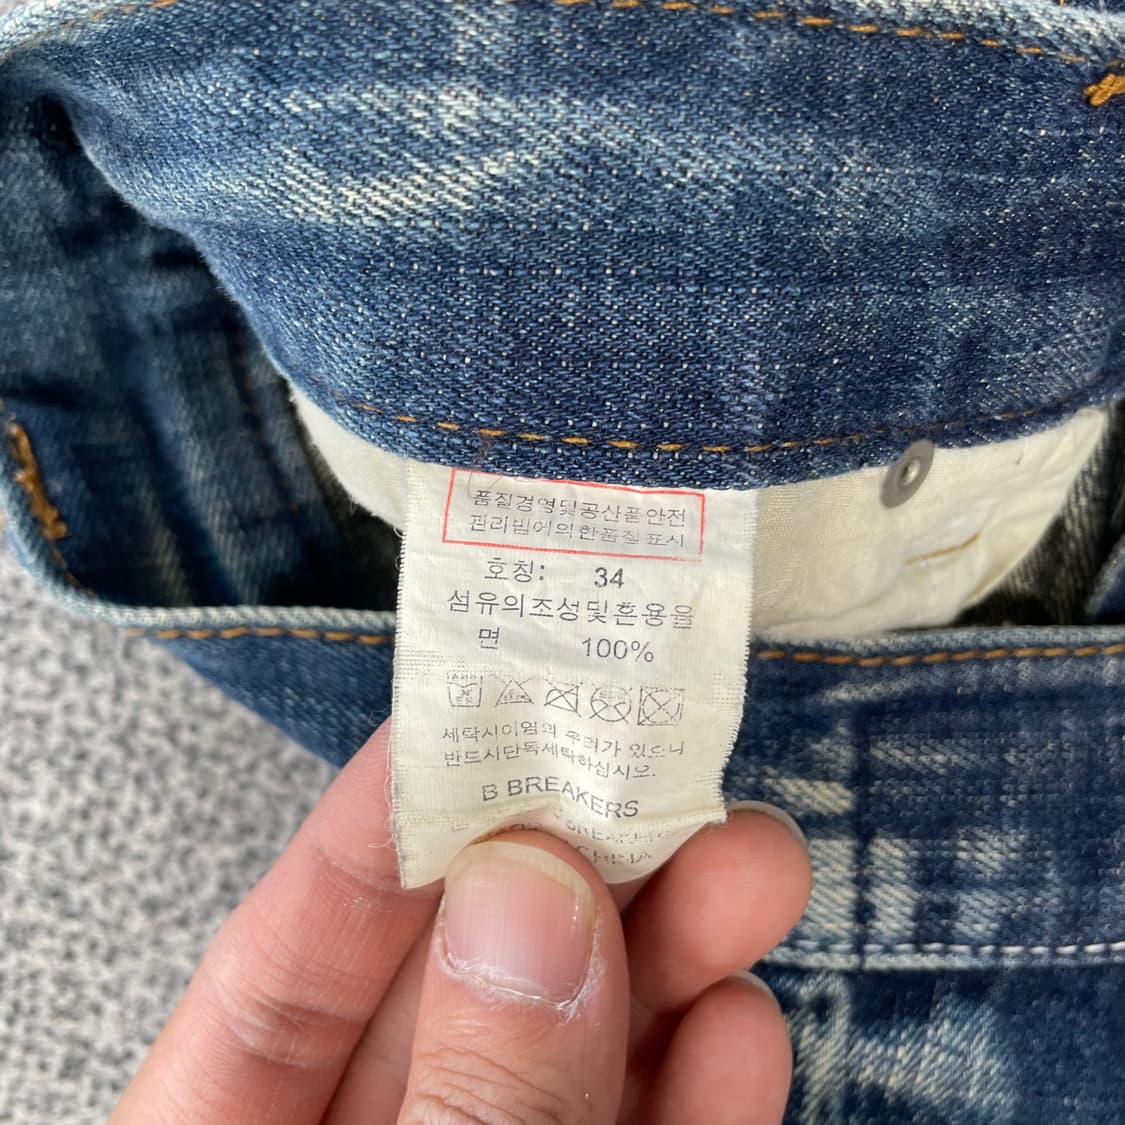 품질경영및공산품안전
관리법에의한품질표시
호칭: 34
섬유의조성및혼용율
면 100%
세탁시이염의 우려가 있으니
반드시단독세탁하십시오.
B BREAKERS